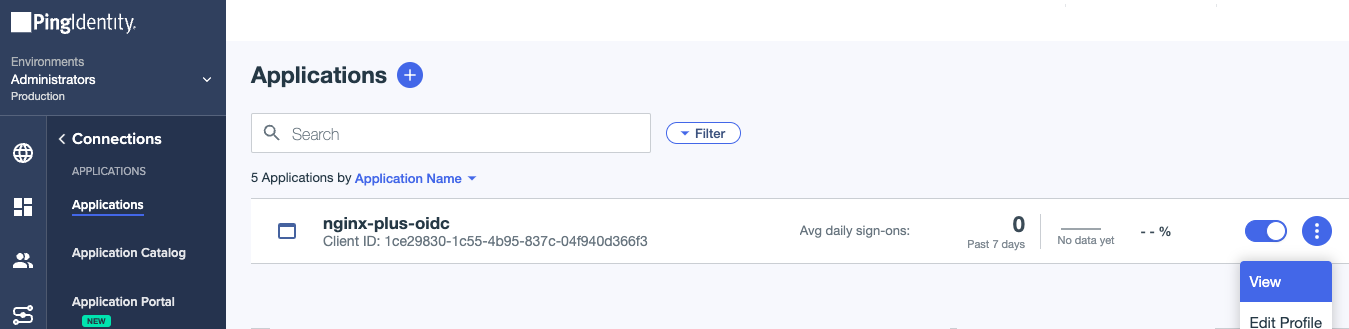 PingIdentity.
Environments
Administrators
Production
Connections
APPLICATIONS
Applications
Application Catalog
Application Portal
NEW
Applications
Search
Filter
5 Applications by Application Name
nginx-plus-oidc
Client ID: 1ce29830-1c55-4b95-837c-04f940d366f3
Avg daily sign-ons:
0
Past 7 days
No data yet
- - %
View
Edit Profile